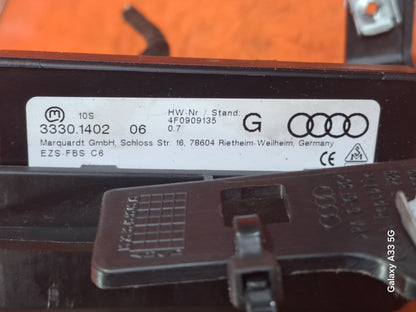 10S
HW-Nr / Stand:
4F0909135
3330.1402 06
0.7
G
Marquardt GmbH, Schloss Str. 16, 78604 Rietheim-Weilheim, Germany
EZS-FBS C6
Galaxy A33 5G